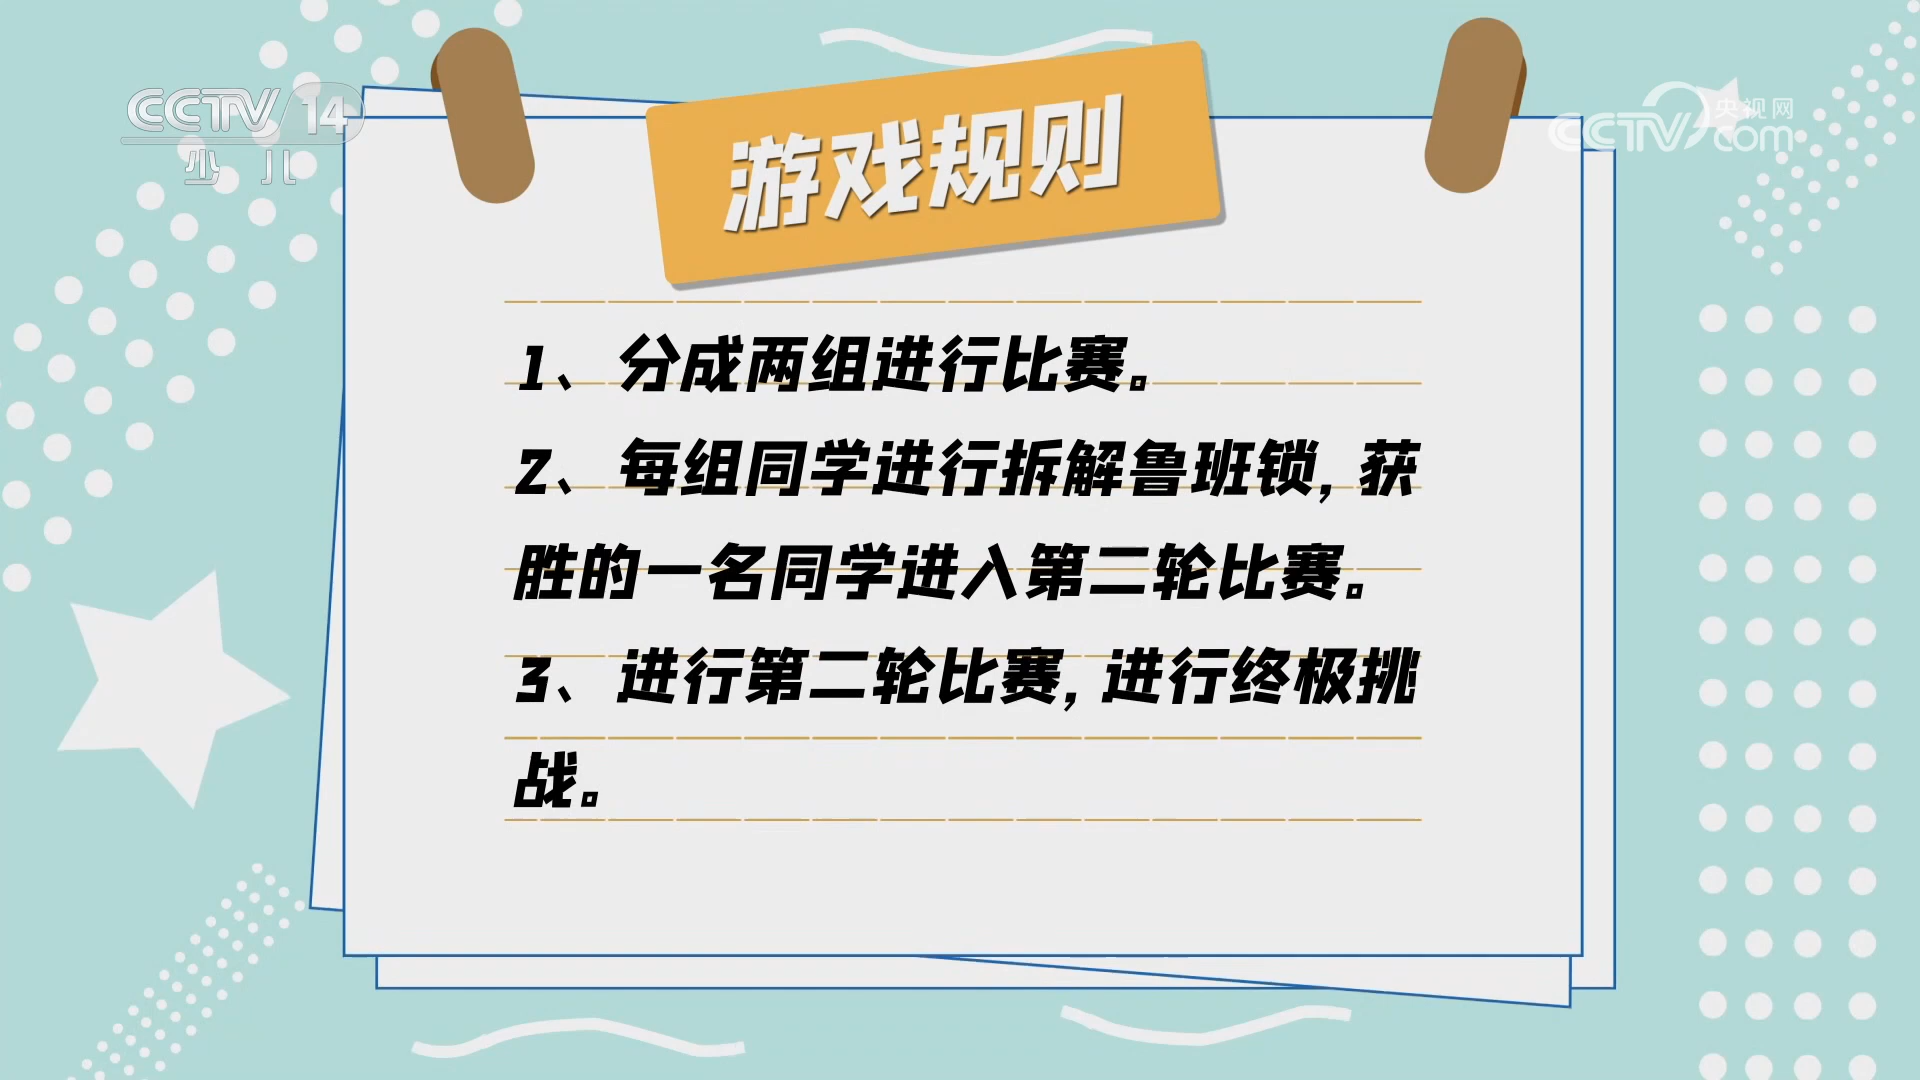 CCTV 14
少儿
央视网
CCTV.com
游戏规则
1、分成两组进行比赛。
2、每组同学进行拆解鲁班锁,获
胜的一名同学进入第二轮比赛。
3、进行第二轮比赛,进行终极挑
战。